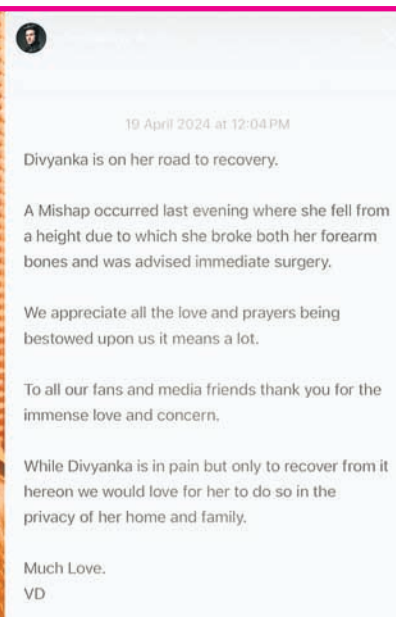 19 April 2024 at 12:04 PM
Divyanka is on her road to recovery.
A Mishap occurred last evening where she fell from
a height due to which she broke both her forearm
bones and was advised immediate surgery.
We appreciate all the love and prayers being
bestowed upon us it means a lot.
To all our fans and media friends thank you for the
immense love and concern.
While Divyanka is in pain but only to recover from it
hereon we would love for her to do so in the
privacy of her home and family.
Much Love.
VD